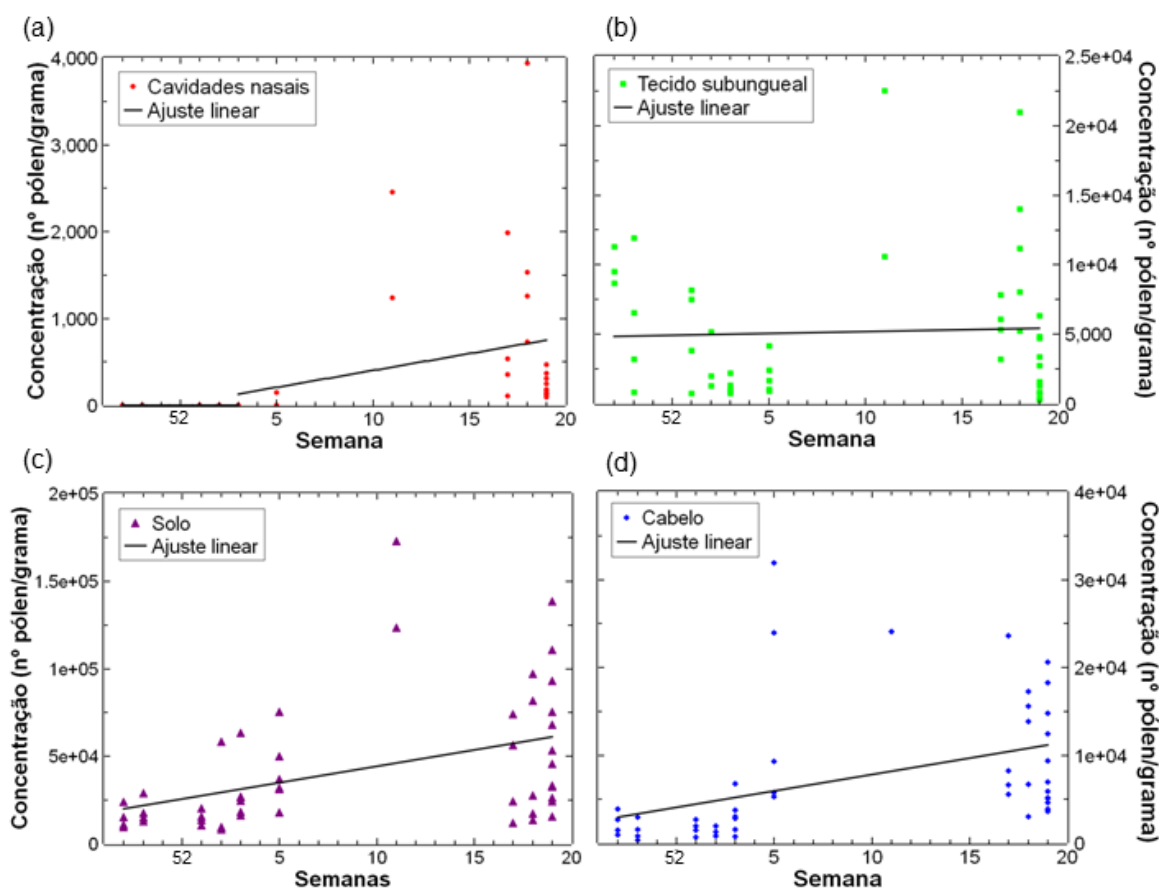 (a)
Concentração (nº pólen/grama)
4,000
3,000
2,000
1,000
0
Cavidades nasais
Ajuste linear
52 5 10 15 20
Semana
(b)
Concentração (nº pólen/grama)
2.5e+04
2e+04
1.5e+04
1e+04
5,000
0
Tecido subungueal
Ajuste linear
52 5 10 15 20
Semana
(c)
Concentração (nº pólen/grama)
2e+05
1.5e+05
1e+05
5e+04
0
Solo
Ajuste linear
52 5 10 15 20
Semanas
(d)
Concentração (nº pólen/grama)
4e+04
3e+04
2e+04
1e+04
0
Cabelo
Ajuste linear
52 5 10 15 20
Semana